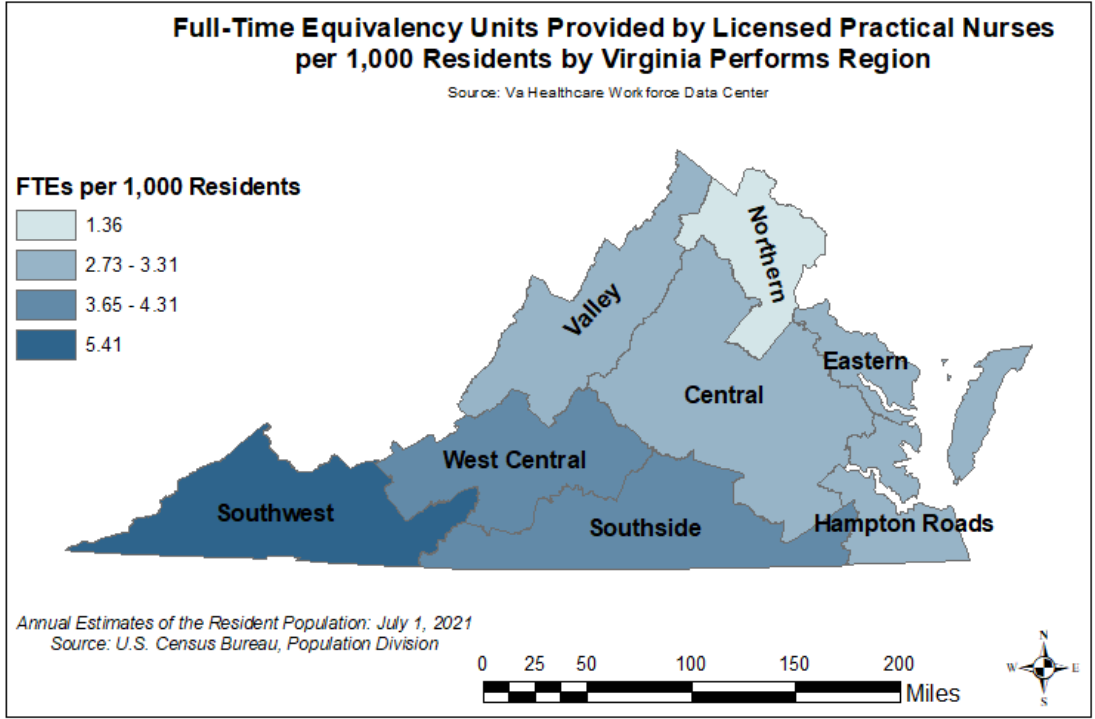 Full-Time Equivalency Units Provided by Licensed Practical Nurses
per 1,000 Residents by Virginia Performs Region
Source: Va Healthcare Workforce Data Center
FTEs per 1,000 Residents
1.36
2.73 - 3.31
3.65 - 4.31
5.41
Northern
Valley
Eastern
Central
West Central
Southwest
Southside
Hampton Roads
Annual Estimates of the Resident Population: July 1, 2021
Source: U.S. Census Bureau, Population Division
0 25 50 100 150 200
Miles
N
W E
S